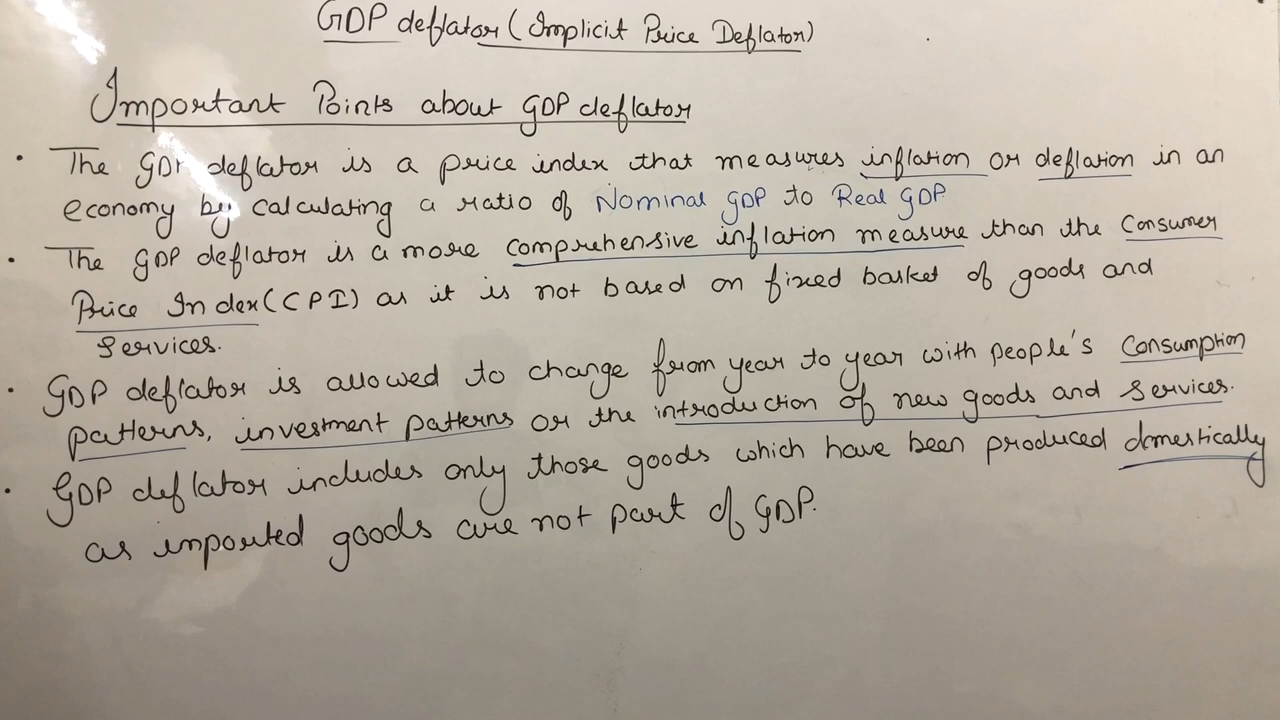 GDP deflator (Implicit Price Deflator)
Important Points about GDP deflator
• The GDP deflator is a price index that measures inflation or deflation in an
economy by calculating a ratio of Nominal GDP to Real GDP
• The GDP deflator is a more comprehensive inflation measure than the Consumer
Price Index (CPI) as it is not based on fixed basket of goods and
Services.
• GDP deflator is allowed to change from year to year with people's Consumption
patterns, investment patterns or the introduction of new goods and services.
• GDP deflator includes only those goods which have been produced domestically
as imported goods are not part of GDP.